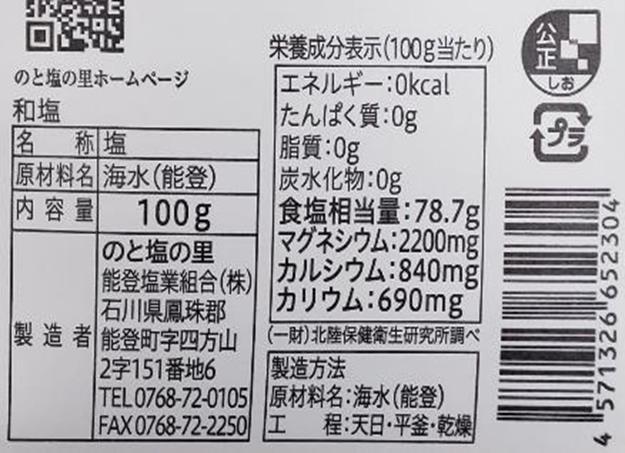 のと塩の里ホームページ
和塩
名 称 塩
原材料名 海水(能登)
内容量 100g
製造者 のと塩の里
能登塩業組合(株)
石川県鳳珠郡
能登町字四方山
2字151番地6
TEL0768-72-0105
FAX0768-72-2250
栄養成分表示(100g当たり)
エネルギー:0kcal
たんぱく質:0g
脂質:0g
炭水化物:0g
食塩相当量:78.7g
マグネシウム:2200mg
カルシウム:840mg
カリウム:690mg
(一財)北陸保健衛生研究所調べ
製造方法
原材料名:海水(能登)
工 程:天日・平釜・乾燥
公正
しお
プラ
4 571326 652304